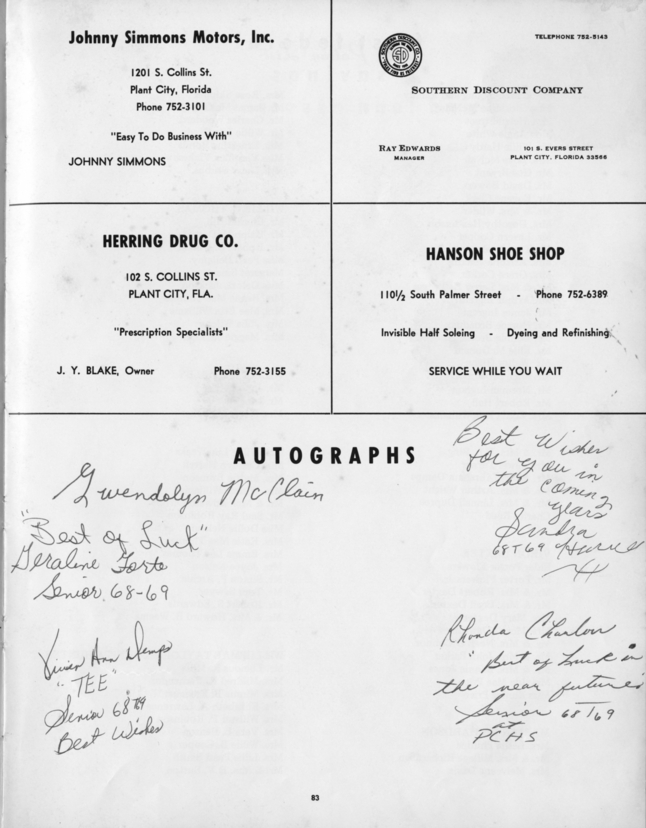 Johnny Simmons Motors, Inc.
1201 S. Collins St.
Plant City, Florida
Phone 752-3101
"Easy To Do Business With"
JOHNNY SIMMONS
TELEPHONE 752-5143
SOUTHERN DISCOUNT COMPANY
RAY EDWARDS
MANAGER
101 S. EVERS STREET
PLANT CITY, FLORIDA 33566
HERRING DRUG CO.
102 S. COLLINS ST.
PLANT CITY, FLA.
"Prescription Specialists"
J. Y. BLAKE, Owner Phone 752-3155
HANSON SHOE SHOP
110½ South Palmer Street - Phone 752-6389
Invisible Half Soleing - Dyeing and Refinishing
SERVICE WHILE YOU WAIT
AUTOGRAPHS
Gwendolyn McClain
"Best of Luck"
Geraline Forte
Senior 68-69
Vivian Ann Demps
"TEE"
Senior 68 T 69
Best Wishes
Best Wishes
for you in
the coming
years
Sandra
68 T 69
Rhonda
"Best of Luck in
the near future"
Senior 68 T 69
at
PCHS
83